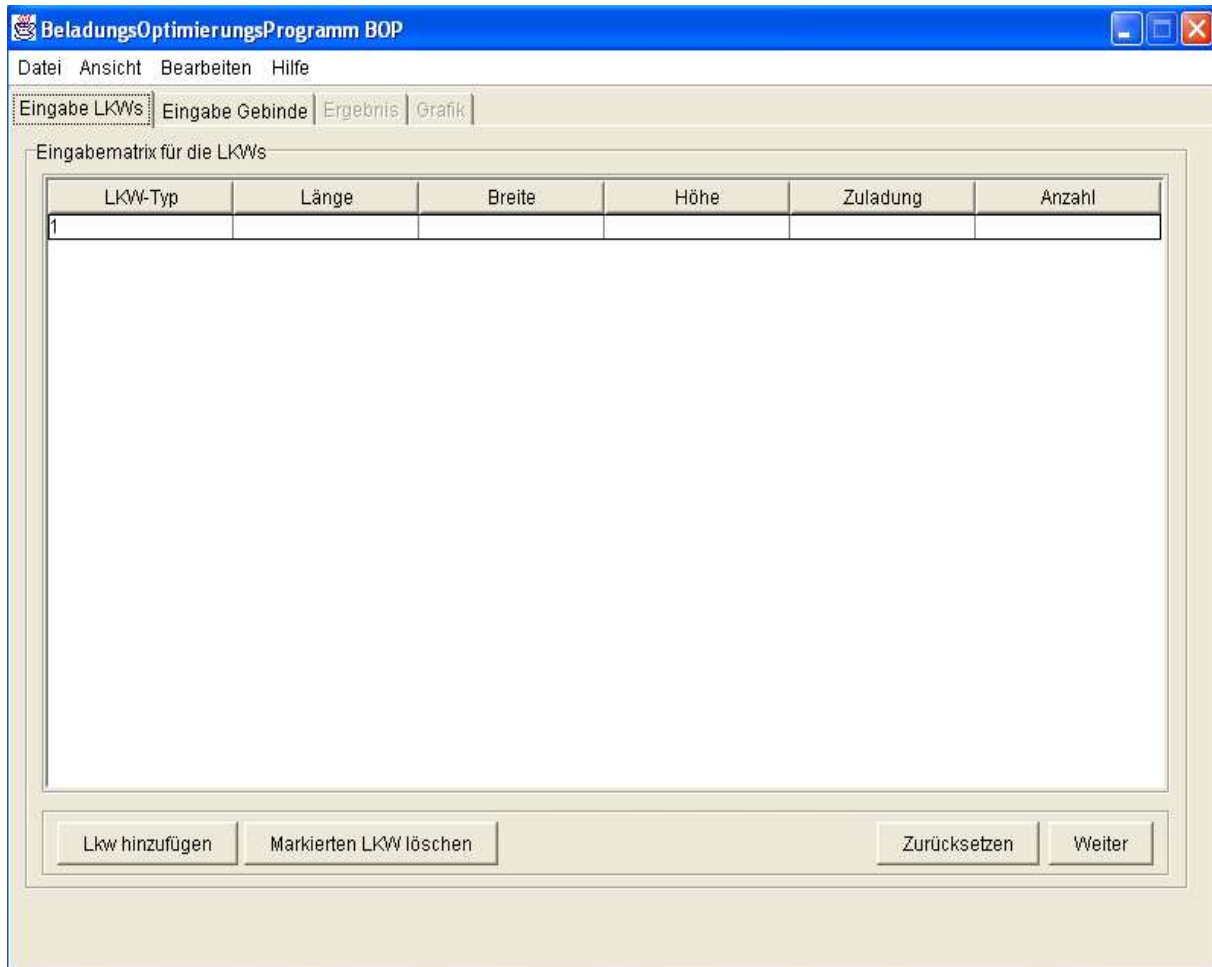 BeladungsOptimierungsProgramm BOP
Datei Ansicht Bearbeiten Hilfe
Eingabe LKWs Eingabe Gebinde Ergebnis Grafik
Eingabematrix für die LKWs
LKW-Typ Länge Breite Höhe Zuladung Anzahl
1
Lkw hinzufügen Markierten LKW löschen Zurücksetzen Weiter